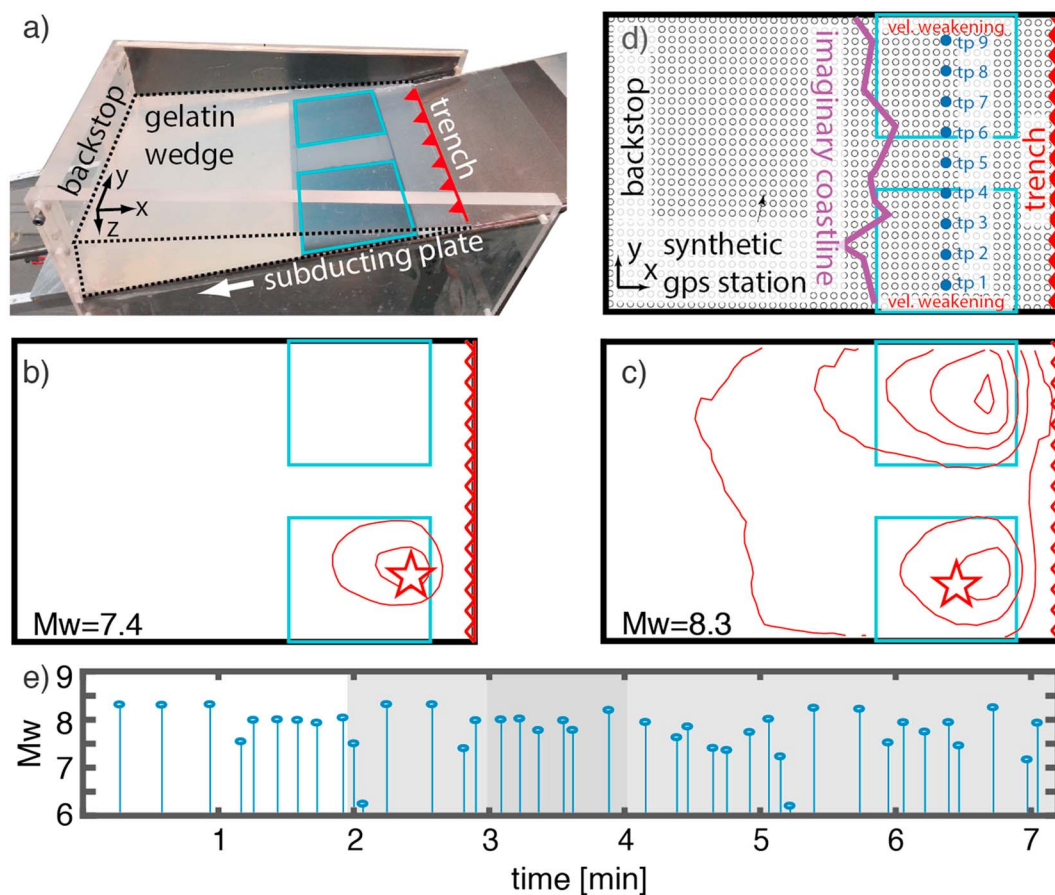 a)
backstop
gelatin
wedge
y
x
z
trench
subducting plate
d)
backstop
imaginary coastline
vel. weakening
tp 9
tp 8
tp 7
tp 6
tp 5
tp 4
tp 3
tp 2
tp 1
vel. weakening
trench
y
x
synthetic
gps station
b)
Mw=7.4
c)
Mw=8.3
e)
Mw
9
8
7
6
1 2 3 4 5 6 7
time [min]